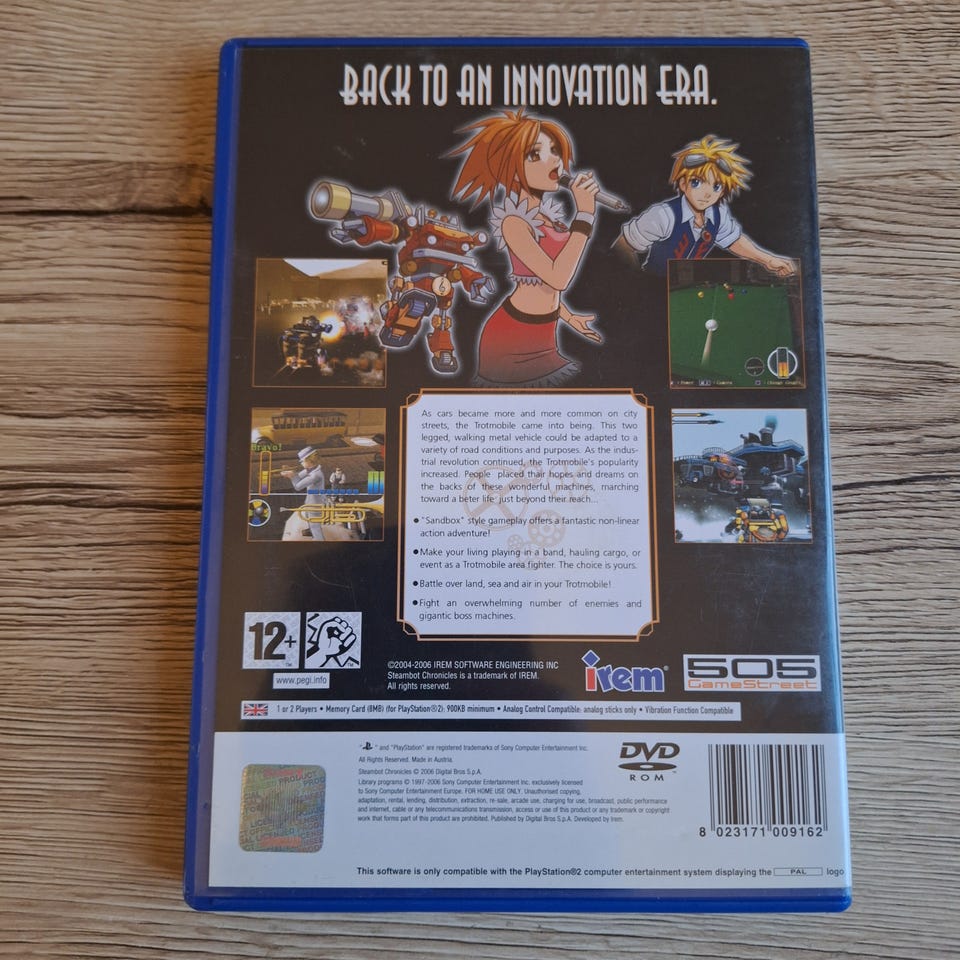 BACK TO AN INNOVATION ERA.
Bravo!
As cars became more and more common on city
streets, the Trotmobile came into being. This two
legged, walking metal vehicle could be adapted to a
variety of road conditions and purposes. As the indus-
trial revolution continued, the Trotmobile's popularity
increased. People placed their hopes and dreams on
the backs of these wonderful machines, marching
toward a beter life just beyond their reach...
● "Sandbox" style gameplay offers a fantastic non-linear
action adventure!
● Make your living playing in a band, hauling cargo, or
event as a Trotmobile area fighter. The choice is yours.
● Battle over land, sea and air in your Trotmobile!
● Fight an overwhelming number of enemies and
gigantic boss machines.
12+
TM
www.pegi.info
©2004-2006 IREM SOFTWARE ENGINEERING INC
Steambot Chronicles is a trademark of IREM.
All rights reserved.
irem®
505
GameStreet
1 or 2 Players • Memory Card (8MB) (for PlayStation®2): 900KB minimum • Analog Control Compatible: analog sticks only • Vibration Function Compatible
" " and "PlayStation" are registered trademarks of Sony Computer Entertainment Inc.
All Rights Reserved. Made in Austria.
Steambot Chronicles © 2006 Digital Bros S.p.A.
Library programs © 1997-2006 Sony Computer Entertainment Inc. exclusively licensed
to Sony Computer Entertainment Europe. FOR HOME USE ONLY. Unauthorised copying,
adaptation, rental, lending, distribution, extraction, re-sale, arcade use, charging for use, broadcast, public performance
and internet, cable or any telecommunications transmission, access or use of this product or any trademark or copyright
work that forms part of this product are prohibited. Published by Digital Bros S.p.A. Developed by Irem.
DVD
ROM
8 023171 009162
PRODUCT
This software is only compatible with the PlayStation®2 computer entertainment system displaying the PAL logo